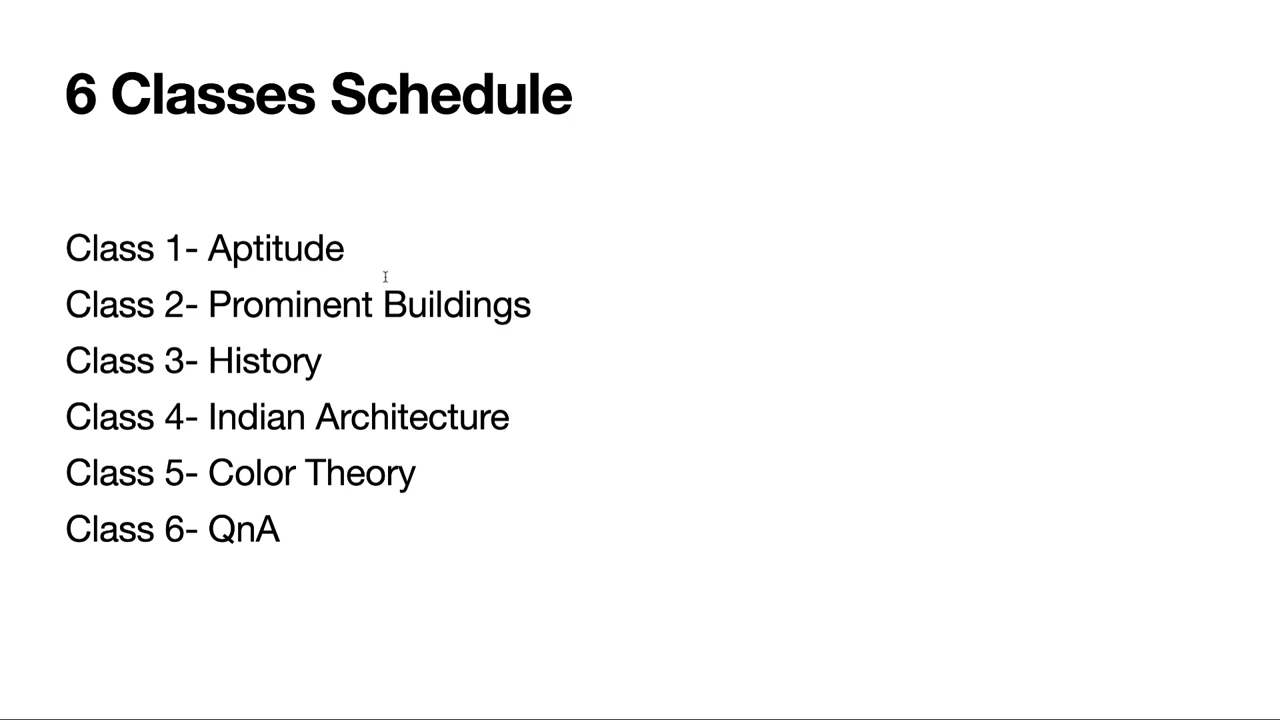 6 Classes Schedule
Class 1- Aptitude
Class 2- Prominent Buildings
Class 3- History
Class 4- Indian Architecture
Class 5- Color Theory
Class 6- QnA